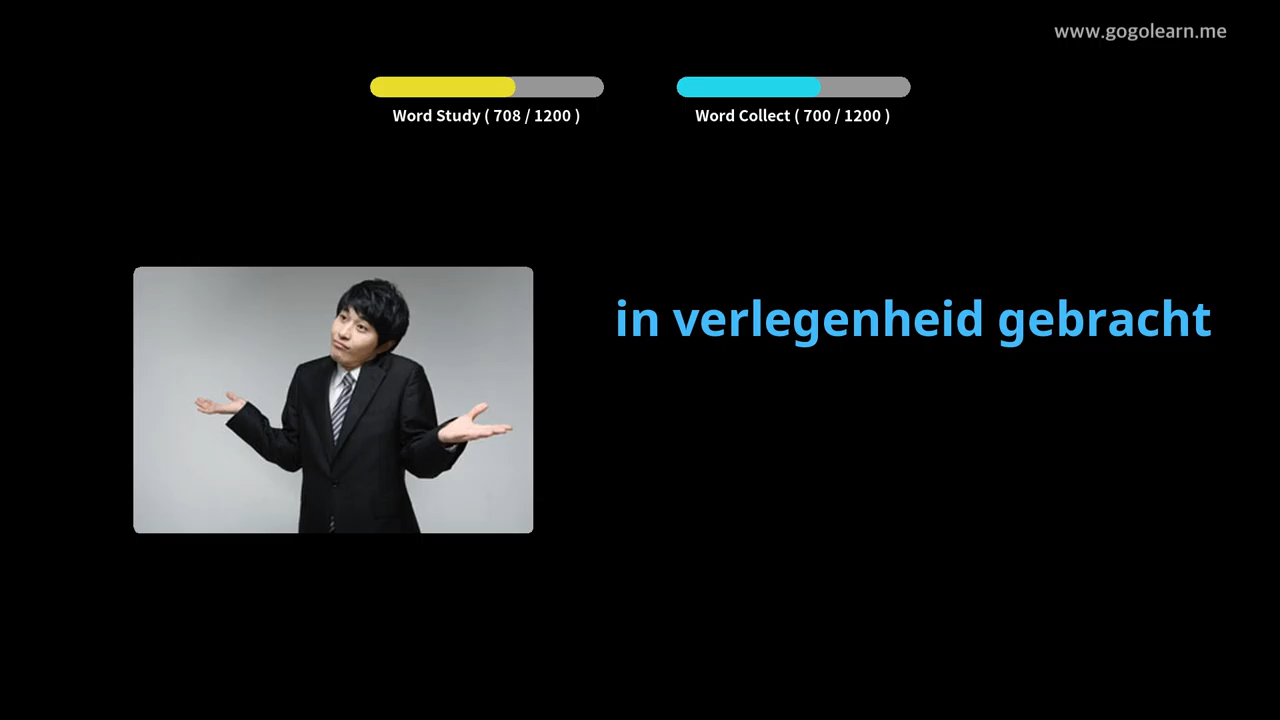 www.gogolearn.me
Word Study ( 708 / 1200 )
Word Collect ( 700 / 1200 )
in verlegenheid gebracht